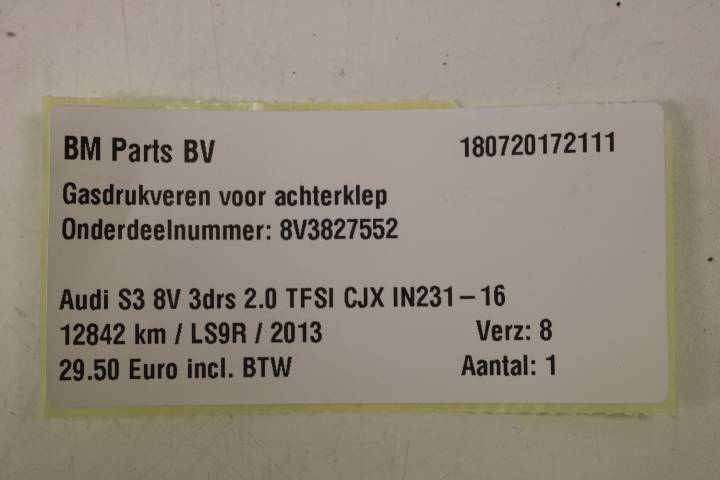 BM Parts BV 180720172111
Gasdrukveren voor achterklep
Onderdeelnummer: 8V3827552
Audi S3 8V 3drs 2.0 TFSI CJX IN231-16
12842 km / LS9R / 2013 Verz: 8
29.50 Euro incl. BTW Aantal: 1